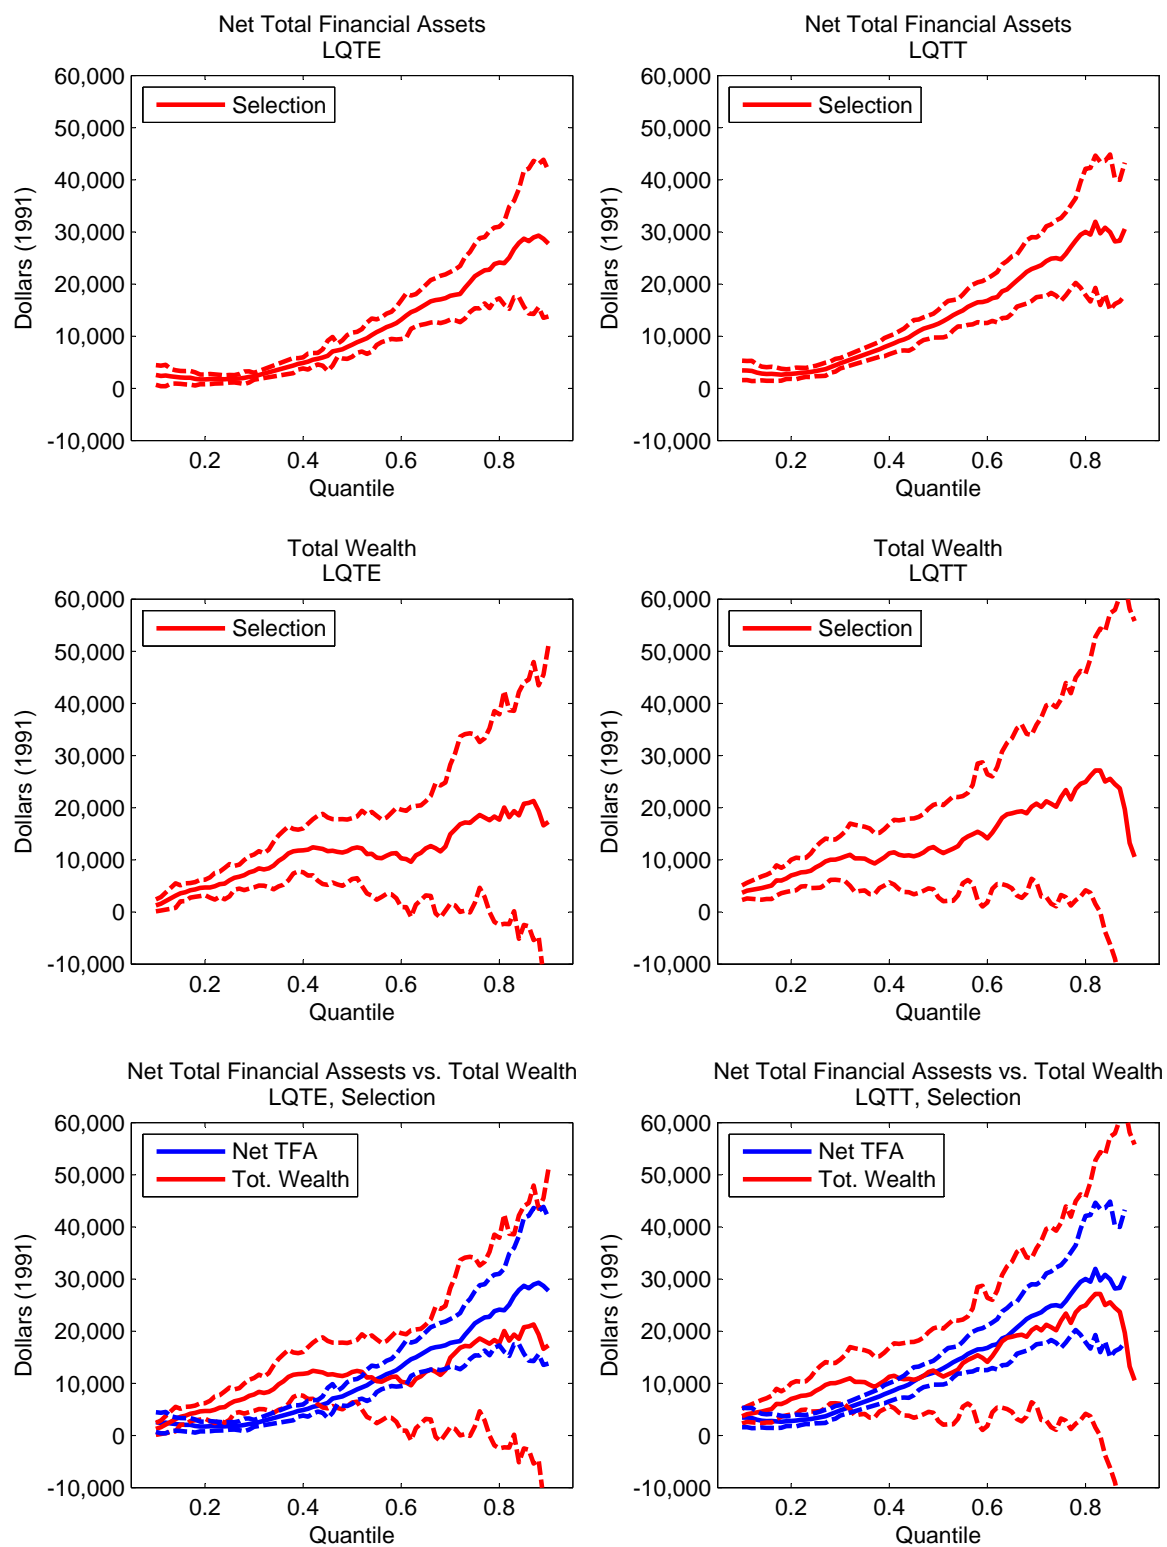 Net Total Financial Assets
LQTE
60,000
50,000
40,000
30,000
20,000
10,000
0
-10,000
Dollars (1991)
Selection
0.2
0.4
0.6
0.8
Quantile
Net Total Financial Assets
LQTT
60,000
50,000
40,000
30,000
20,000
10,000
0
-10,000
Dollars (1991)
Selection
0.2
0.4
0.6
0.8
Quantile
Total Wealth
LQTE
60,000
50,000
40,000
30,000
20,000
10,000
0
-10,000
Dollars (1991)
Selection
0.2
0.4
0.6
0.8
Quantile
Total Wealth
LQTT
60,000
50,000
40,000
30,000
20,000
10,000
0
-10,000
Dollars (1991)
Selection
0.2
0.4
0.6
0.8
Quantile
Net Total Financial Assests vs. Total Wealth
LQTE, Selection
60,000
50,000
40,000
30,000
20,000
10,000
0
-10,000
Dollars (1991)
Net TFA
Tot. Wealth
0.2
0.4
0.6
0.8
Quantile
Net Total Financial Assests vs. Total Wealth
LQTT, Selection
60,000
50,000
40,000
30,000
20,000
10,000
0
-10,000
Dollars (1991)
Net TFA
Tot. Wealth
0.2
0.4
0.6
0.8
Quantile